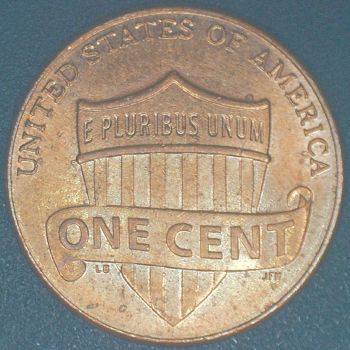 UNITED STATES OF AMERICA
E PLURIBUS UNUM
ONE CENT
LB
JFM